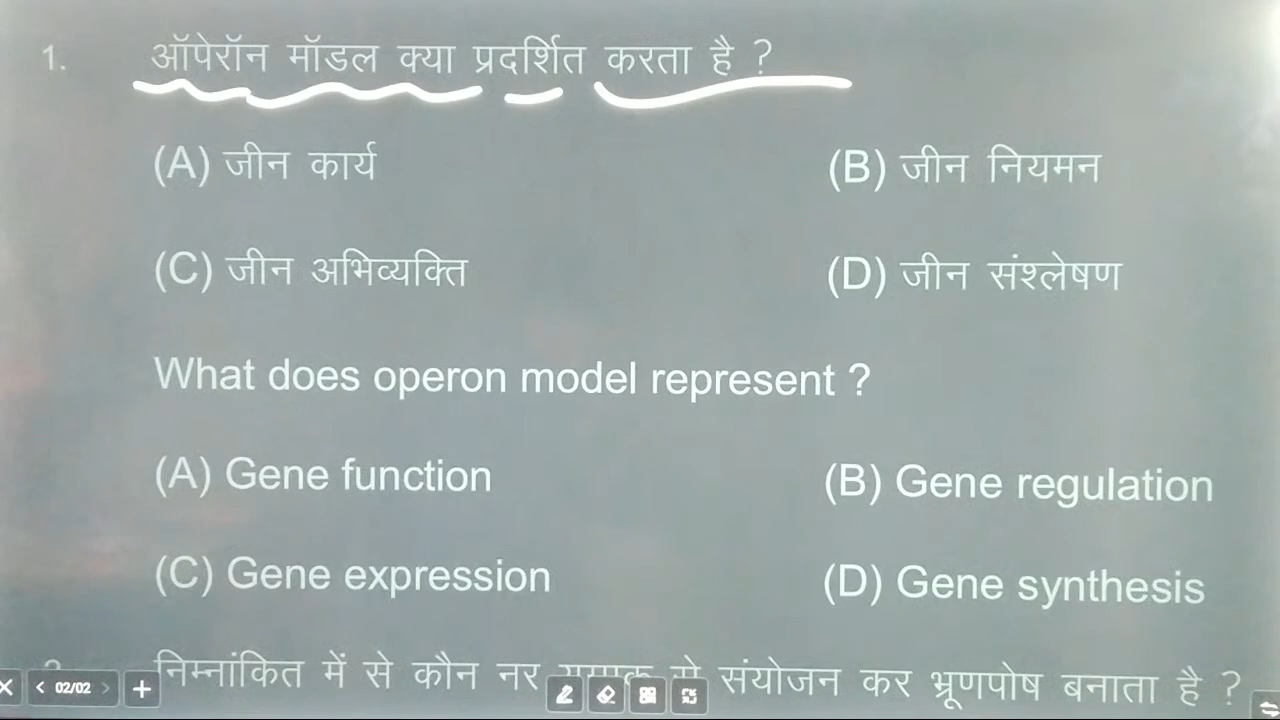 1. ऑपेरॉन मॉडल क्या प्रदर्शित करता है ?
(A) जीन कार्य (B) जीन नियमन
(C) जीन अभिव्यक्ति (D) जीन संश्लेषण
What does operon model represent ?
(A) Gene function (B) Gene regulation
(C) Gene expression (D) Gene synthesis
निम्नांकित में से कौन नर से संयोजन कर भ्रूणपोष बनाता है ?
02/02